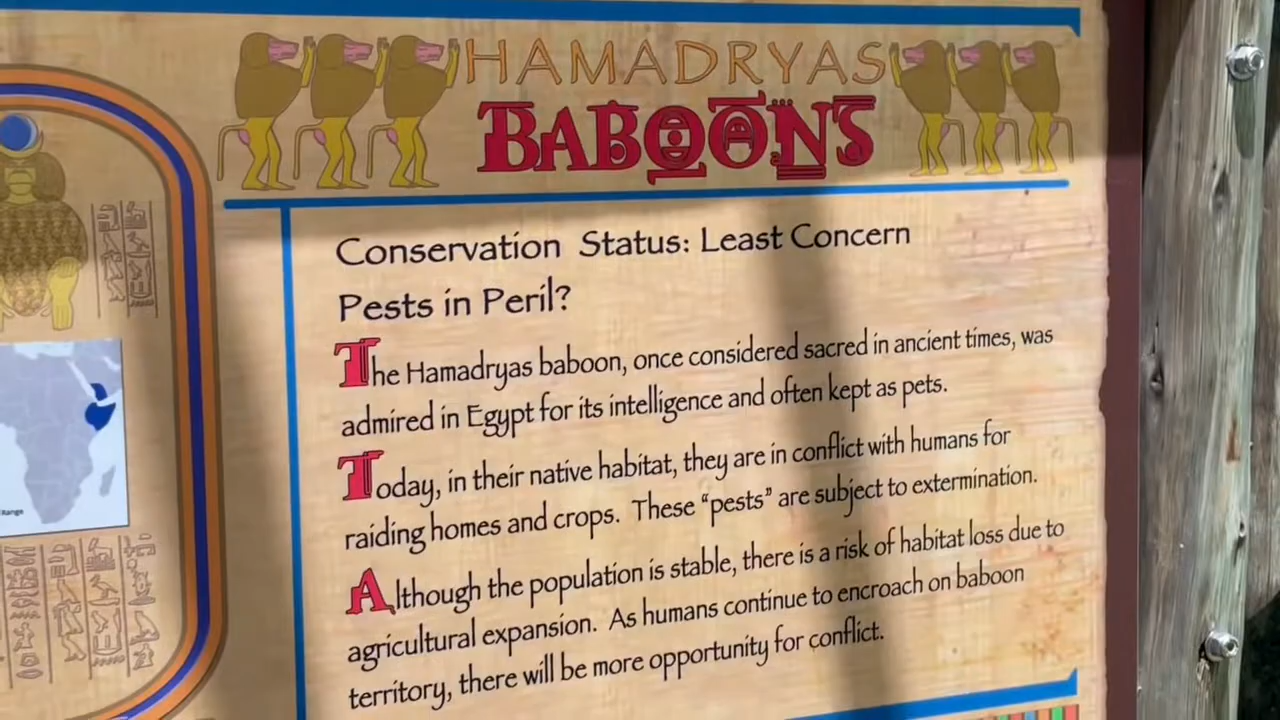 HAMADRYAS
BABOONS
Conservation Status: Least Concern
Pests in Peril?
The Hamadryas baboon, once considered sacred in ancient times, was
admired in Egypt for its intelligence and often kept as pets.
Today, in their native habitat, they are in conflict with humans for
raiding homes and crops. These "pests" are subject to extermination.
Although the population is stable, there is a risk of habitat loss due to
agricultural expansion. As humans continue to encroach on baboon
territory, there will be more opportunity for conflict.
Range